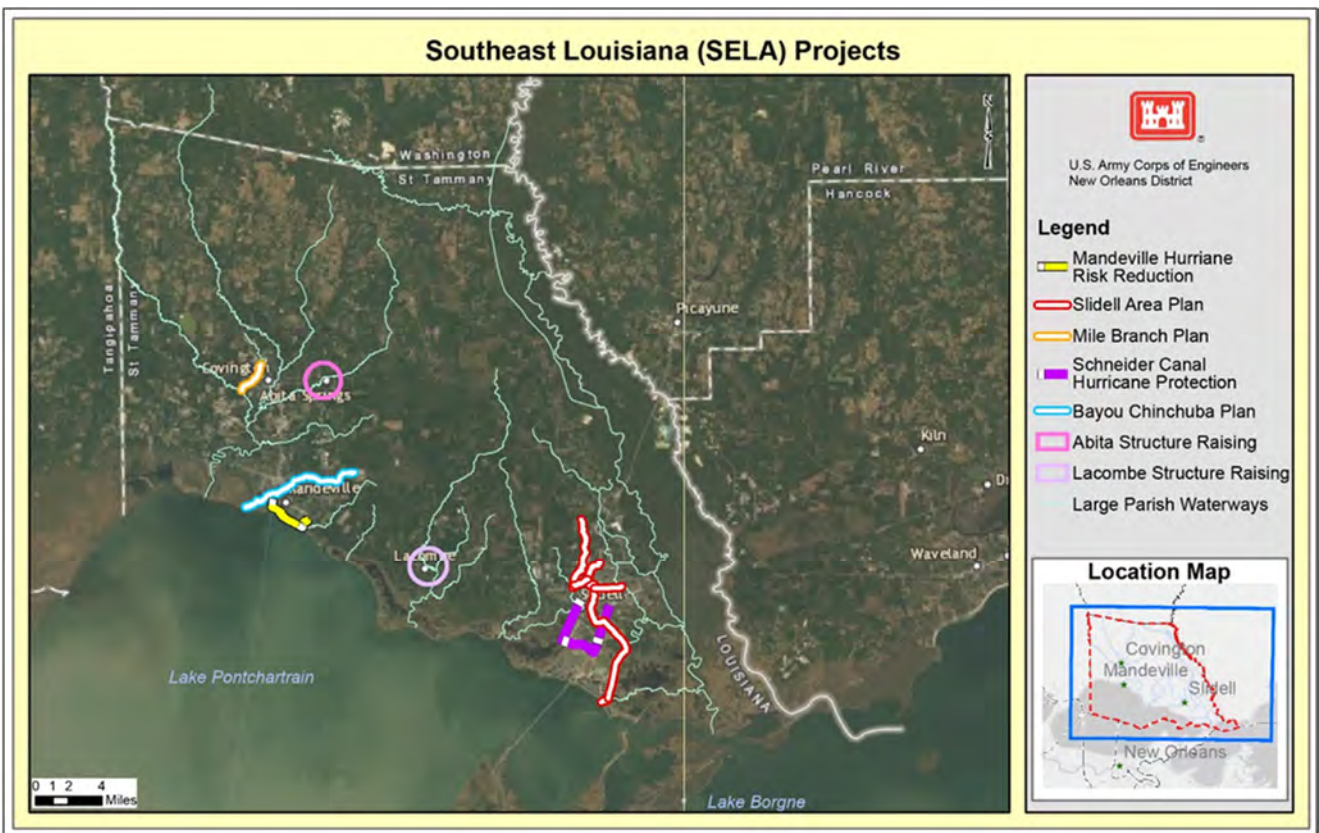 Southeast Louisiana (SELA) Projects
N
S
Washington
St Tammany
Pearl River
Hancock
Tangipahoa
St Tammany
Picayune
Covington
Abita Springs
Kiln
Mandeville
Lacombe
Waveland
Slidell
LOUISIANA
Lake Pontchartrain
Lake Borgne
0 1 2 4
Miles
®
U.S. Army Corps of Engineers
New Orleans District
Legend
Mandeville Hurriane
Risk Reduction
Slidell Area Plan
Mile Branch Plan
Schneider Canal
Hurricane Protection
Bayou Chinchuba Plan
Abita Structure Raising
Lacombe Structure Raising
Large Parish Waterways
Location Map
Covington
Mandeville
Slidell
New Orleans